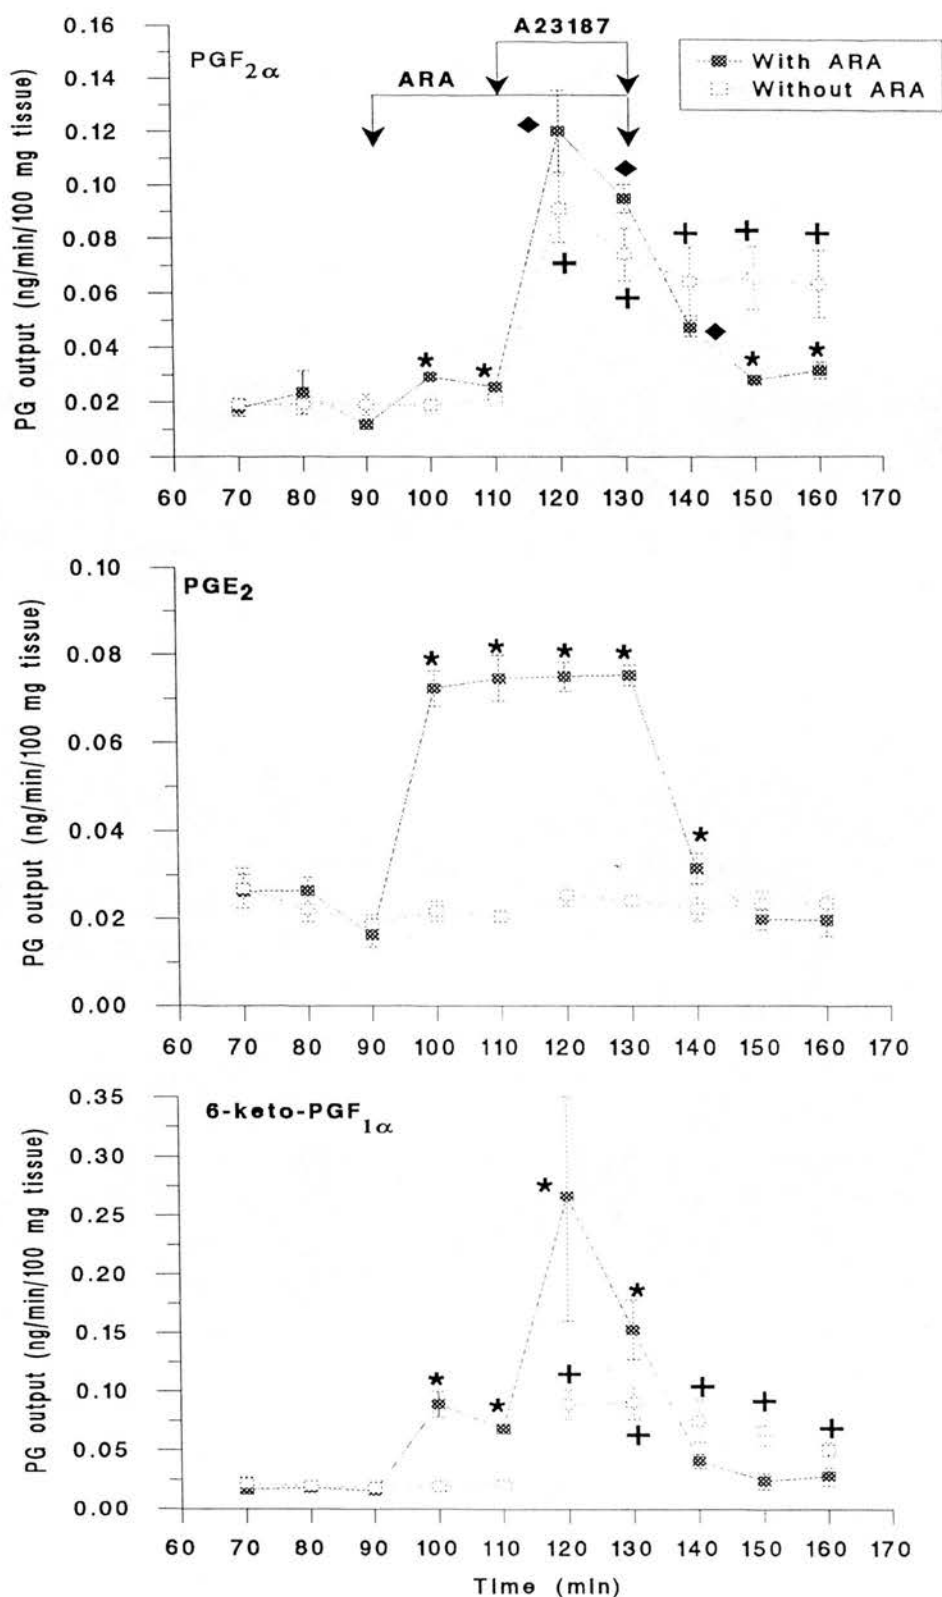 A23187
ARA
PGF2α
With ARA
Without ARA
PG output (ng/min/100 mg tissue)
0.16
0.14
0.12
0.10
0.08
0.06
0.04
0.02
0.00
60 70 80 90 100 110 120 130 140 150 160 170
PGE2
PG output (ng/min/100 mg tissue)
0.10
0.08
0.06
0.04
0.02
0.00
60 70 80 90 100 110 120 130 140 150 160 170
6-keto-PGF1α
PG output (ng/min/100 mg tissue)
0.35
0.30
0.25
0.20
0.15
0.10
0.05
0.00
60 70 80 90 100 110 120 130 140 150 160 170
Time (min)